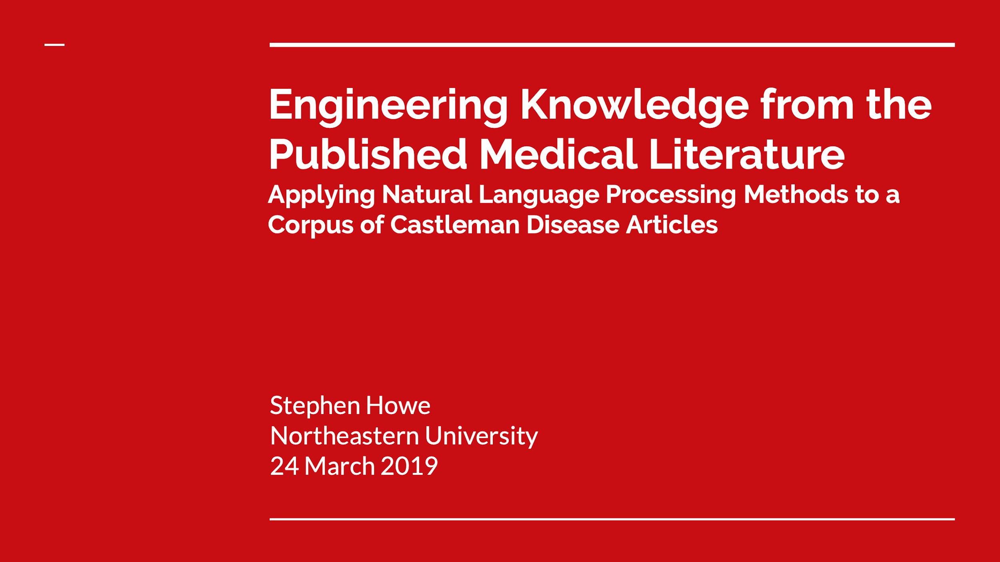 Engineering Knowledge from the
Published Medical Literature
Applying Natural Language Processing Methods to a
Corpus of Castleman Disease Articles
Stephen Howe
Northeastern University
24 March 2019